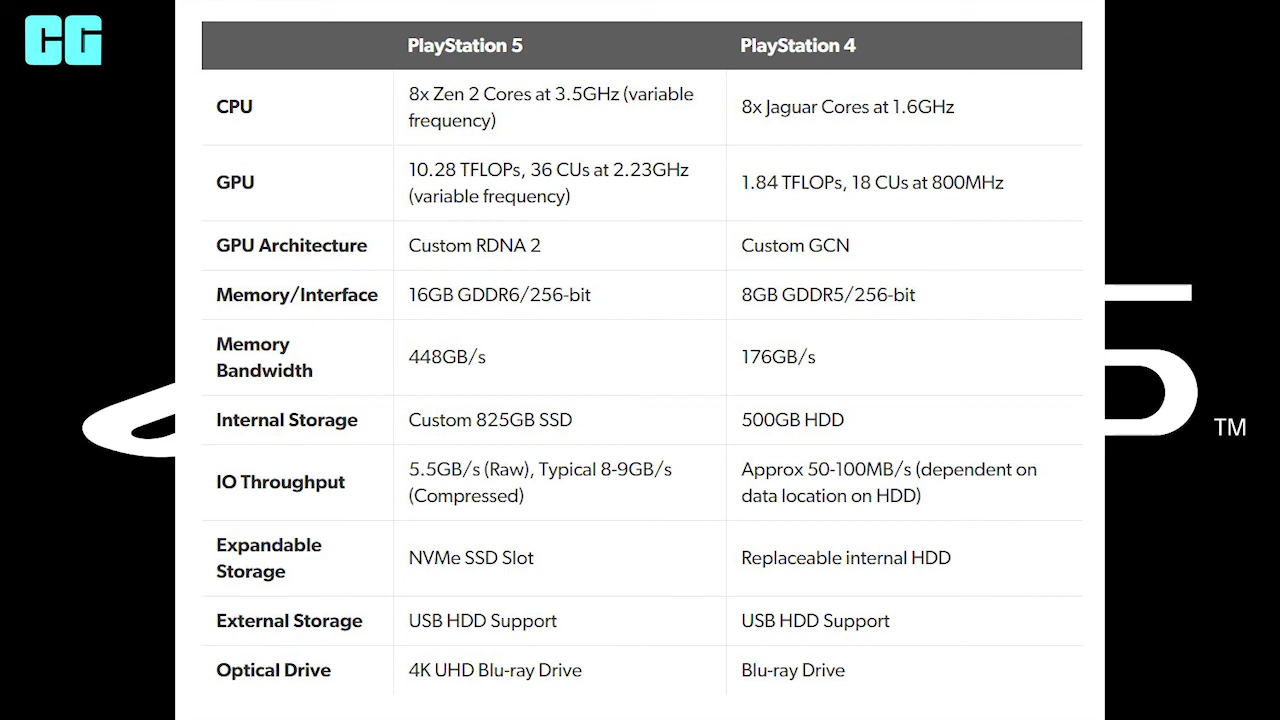 CG
PlayStation 5 PlayStation 4
CPU 8x Zen 2 Cores at 3.5GHz (variable
frequency) 8x Jaguar Cores at 1.6GHz
GPU 10.28 TFLOPs, 36 CUs at 2.23GHz
(variable frequency) 1.84 TFLOPs, 18 CUs at 800MHz
GPU Architecture Custom RDNA 2 Custom GCN
Memory/Interface 16GB GDDR6/256-bit 8GB GDDR5/256-bit
Memory
Bandwidth 448GB/s 176GB/s
Internal Storage Custom 825GB SSD 500GB HDD
IO Throughput 5.5GB/s (Raw), Typical 8-9GB/s
(Compressed) Approx 50-100MB/s (dependent on
data location on HDD)
Expandable
Storage NVMe SSD Slot Replaceable internal HDD
External Storage USB HDD Support USB HDD Support
Optical Drive 4K UHD Blu-ray Drive Blu-ray Drive
TM